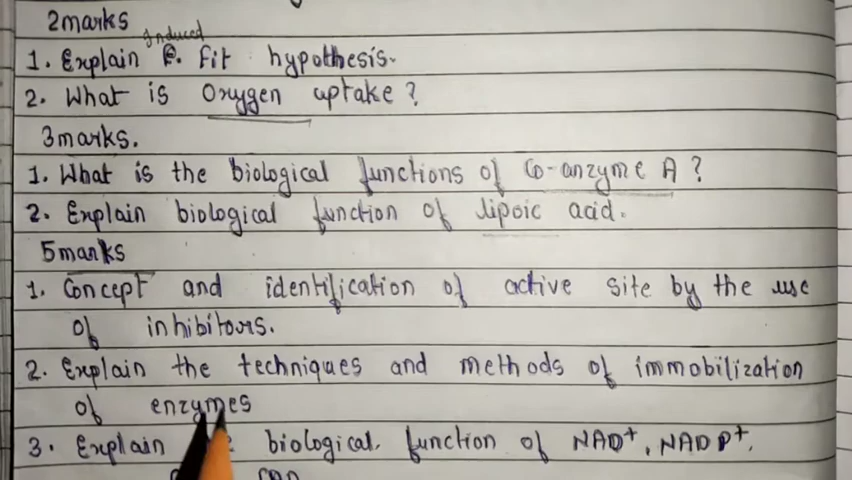 2marks
Induced
1. Explain fit hypothesis.
2. What is Oxygen uptake?
3marks.
1. What is the biological functions of Co-anzyme A?
2. Explain biological function of lipoic acid.
5marks
1. Concept and identification of active site by the use
of inhibitors.
2. Explain the techniques and methods of immobilization
of enzymes
3. Explain biological function of NAD+, NADP+,